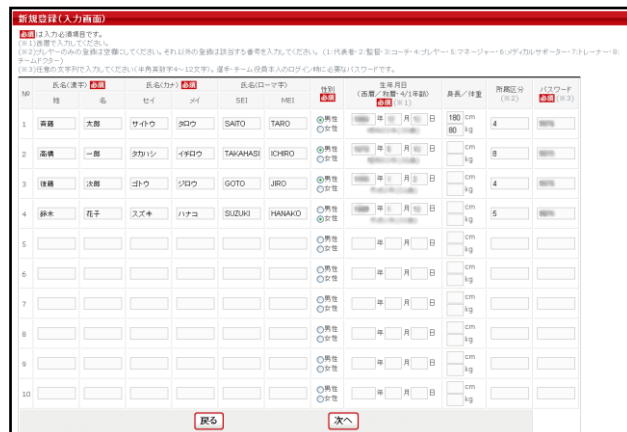 新規登録(入力画面)
必須は入力必須項目です。
(※1)西暦で入力してください。
(※2)プレーヤーのみの登録は空欄にしてください。それ以外の登録は該当する番号を入力してください。(1:代表者・2:監督・3:コーチ・4:プレーヤー・5:マネージャー・6:メディカルサポーター・7:トレーナー・8:
チームドクター)
(※3)任意の文字列で入力してください(半角英数字4～12文字)。選手・チーム役員本人のログイン時に必要なパスワードです。
No 氏名(漢字) 必須 氏名(カナ) 必須 氏名(ローマ字) 性別 必須 生年月日 (西暦/和暦・4/1年齢) 必須(※1) 身長/体重 所属区分 (※2) パスワード 必須(※3)
姓 名 セイ メイ SEI MEI
1 斉藤 太郎 サイトウ タロウ SAITO TARO 男性 女性 年 月 日 180 cm 80 kg 4
2 高橋 一郎 タカハシ イチロウ TAKAHASI ICHIRO 男性 女性 年 月 日 cm kg 8
3 後藤 次郎 ゴトウ ジロウ GOTO JIRO 男性 女性 年 月 日 cm kg 4
4 鈴木 花子 スズキ ハナコ SUZUKI HANAKO 男性 女性 年 月 日 cm kg 5
5 男性 女性 年 月 日 cm kg
6 男性 女性 年 月 日 cm kg
7 男性 女性 年 月 日 cm kg
8 男性 女性 年 月 日 cm kg
9 男性 女性 年 月 日 cm kg
10 男性 女性 年 月 日 cm kg
戻る 次へ